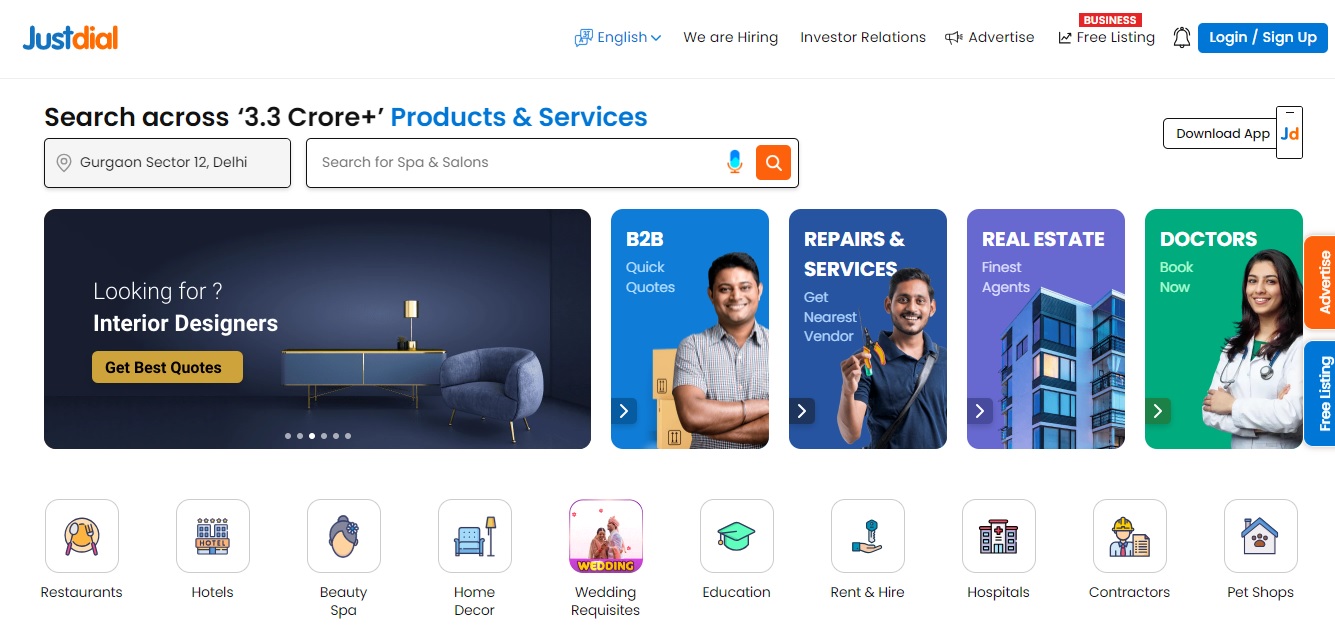 Justdial
English
We are Hiring
Investor Relations
Advertise
BUSINESS
Free Listing
Login / Sign Up
Search across ‘3.3 Crore+’ Products & Services
Gurgaon Sector 12, Delhi
Search for Spa & Salons
Download App
Jd
Looking for ?
Interior Designers
Get Best Quotes
B2B
Quick
Quotes
REPAIRS &
SERVICES
Get
Nearest
Vendor
REAL ESTATE
Finest
Agents
DOCTORS
Book
Now
Advertise
Free Listing
HOTEL
WEDDING
Restaurants
Hotels
Beauty
Spa
Home
Decor
Wedding
Requisites
Education
Rent & Hire
Hospitals
Contractors
Pet Shops